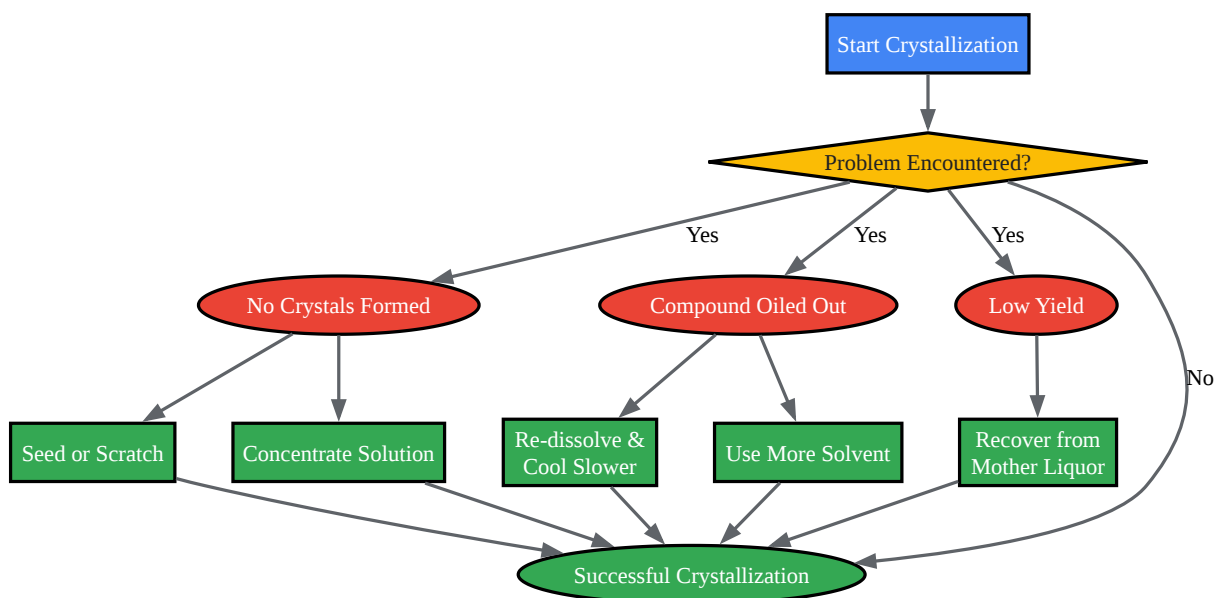 Start Crystallization
Problem Encountered?
Yes
Yes
Yes
No Crystals Formed
Compound Oiled Out
Low Yield
No
Seed or Scratch
Concentrate Solution
Re-dissolve &
Cool Slower
Use More Solvent
Recover from
Mother Liquor
Successful Crystallization